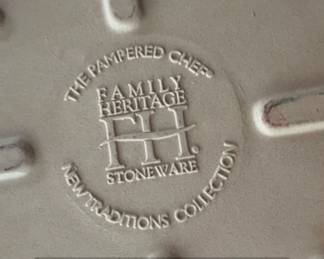 THE PAMPERED CHEF®
FAMILY
HERITAGE
FH.
STONEWARE
NEW TRADITIONS COLLECTION